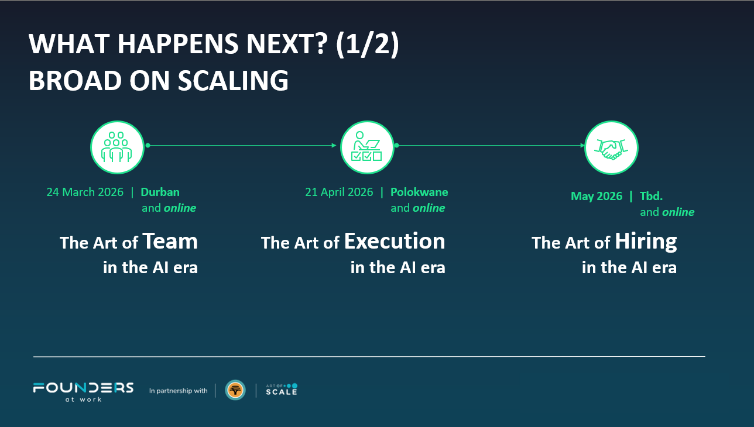 WHAT HAPPENS NEXT? (1/2)
BROAD ON SCALING
24 March 2026 | Durban
and online
The Art of Team
in the AI era
21 April 2026 | Polokwane
and online
The Art of Execution
in the AI era
May 2026 | Tbd.
and online
The Art of Hiring
in the AI era
FOUNDERS
at work
In partnership with
SCALE